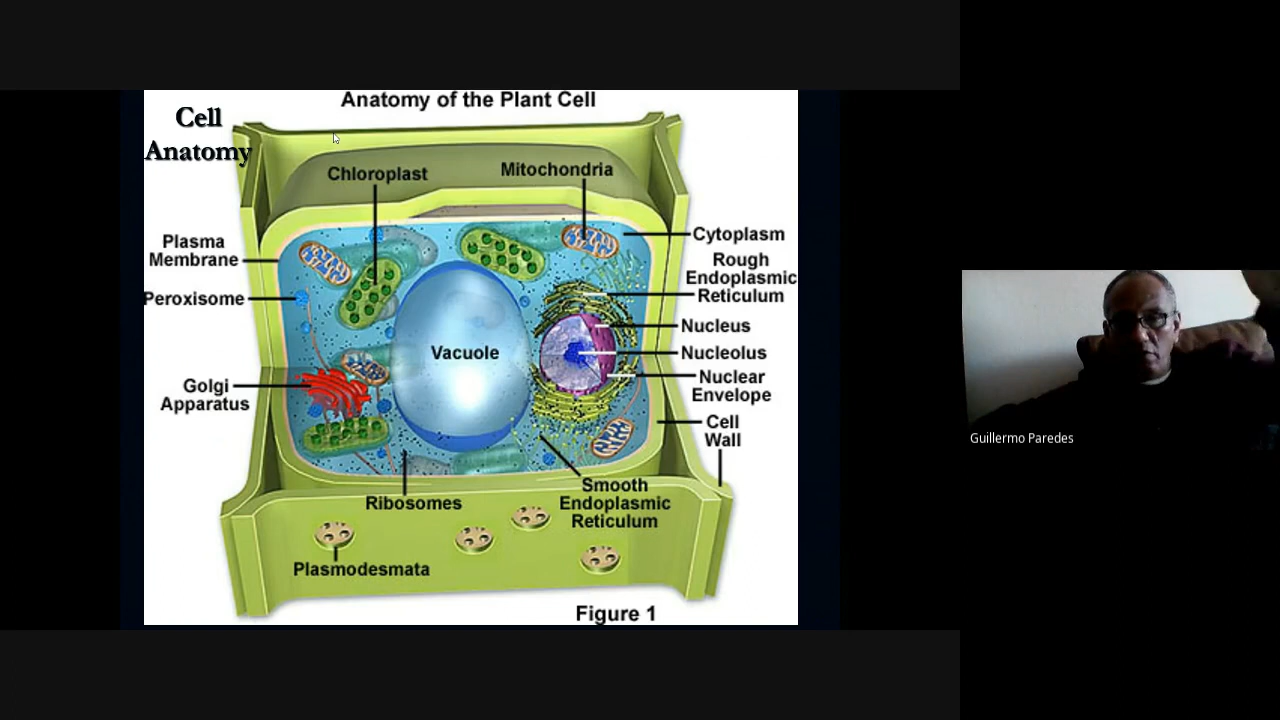 Anatomy of the Plant Cell
Cell
Anatomy
Chloroplast
Mitochondria
Plasma
Membrane
Peroxisome
Golgi
Apparatus
Cytoplasm
Rough
Endoplasmic
Reticulum
Nucleus
Nucleolus
Nuclear
Envelope
Cell
Wall
Vacuole
Ribosomes
Smooth
Endoplasmic
Reticulum
Plasmodesmata
Figure 1
Guillermo Paredes